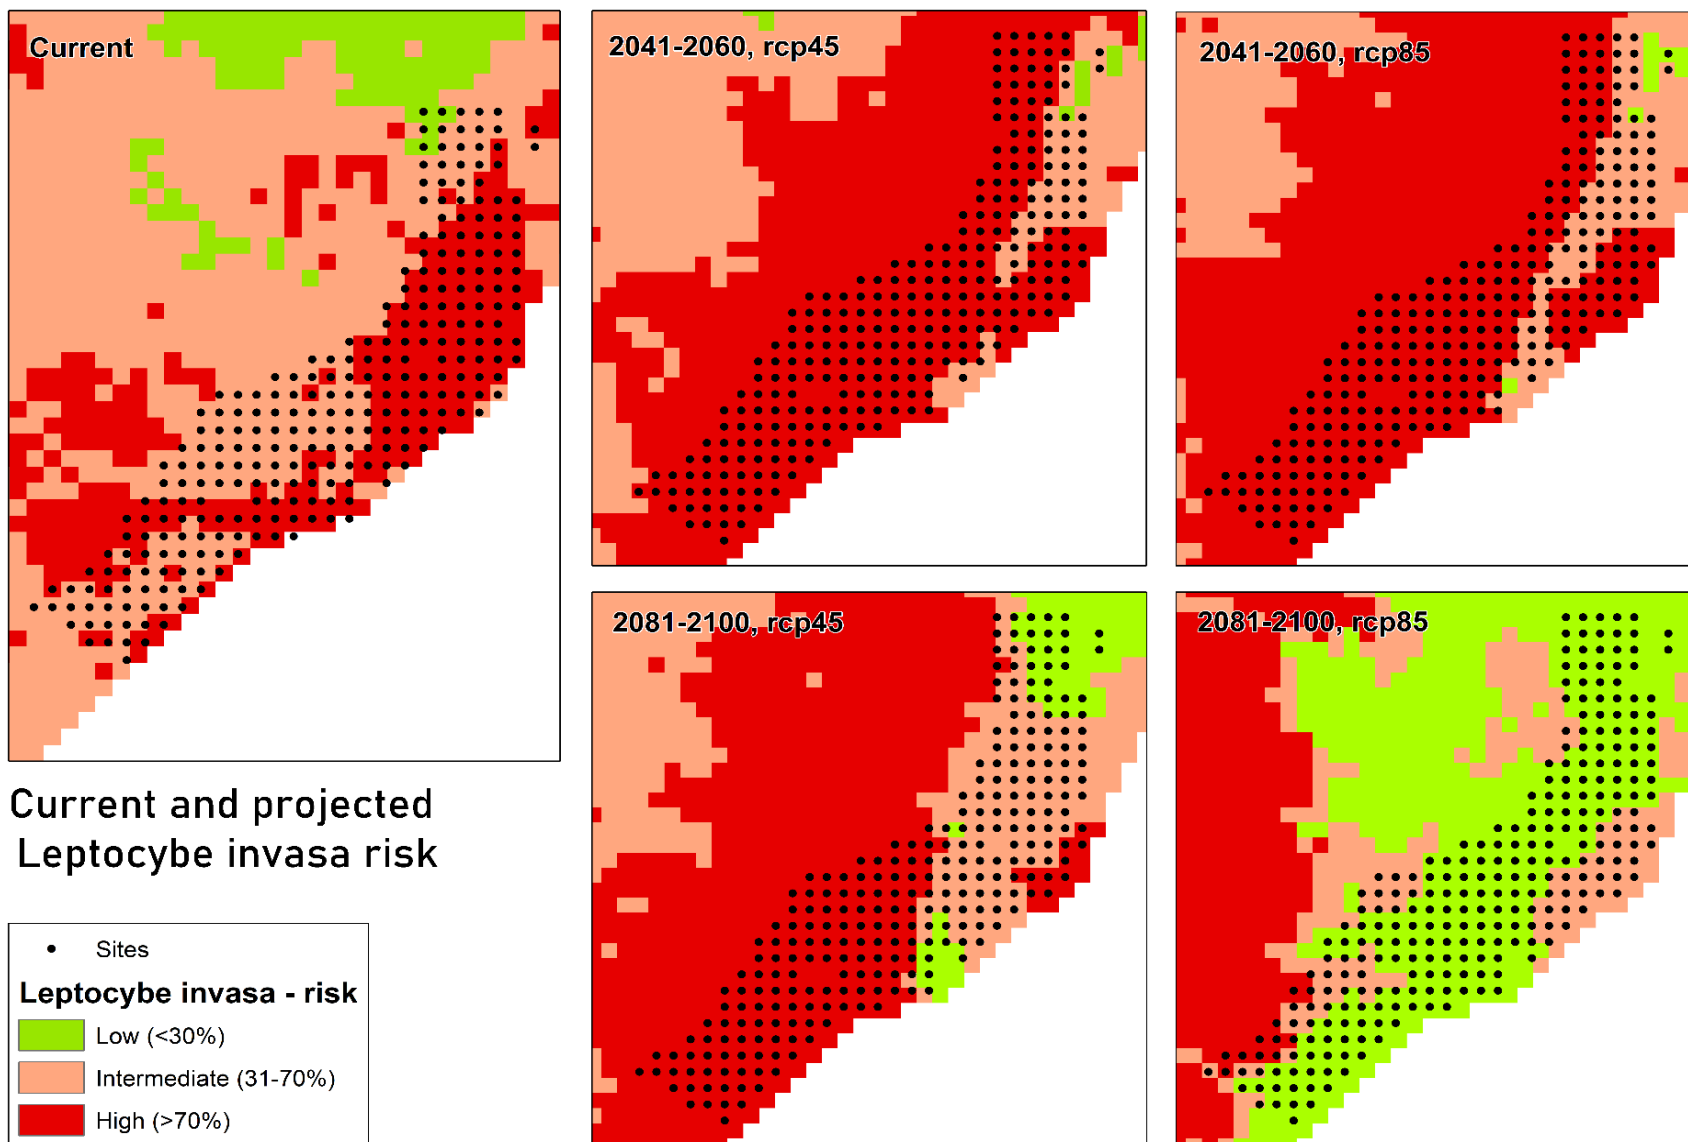 Current
2041-2060, rcp45
2041-2060, rcp85
2081-2100, rcp45
2081-2100, rcp85
Current and projected
Leptocybe invasa risk
Sites
Leptocybe invasa - risk
Low (<30%)
Intermediate (31-70%)
High (>70%)